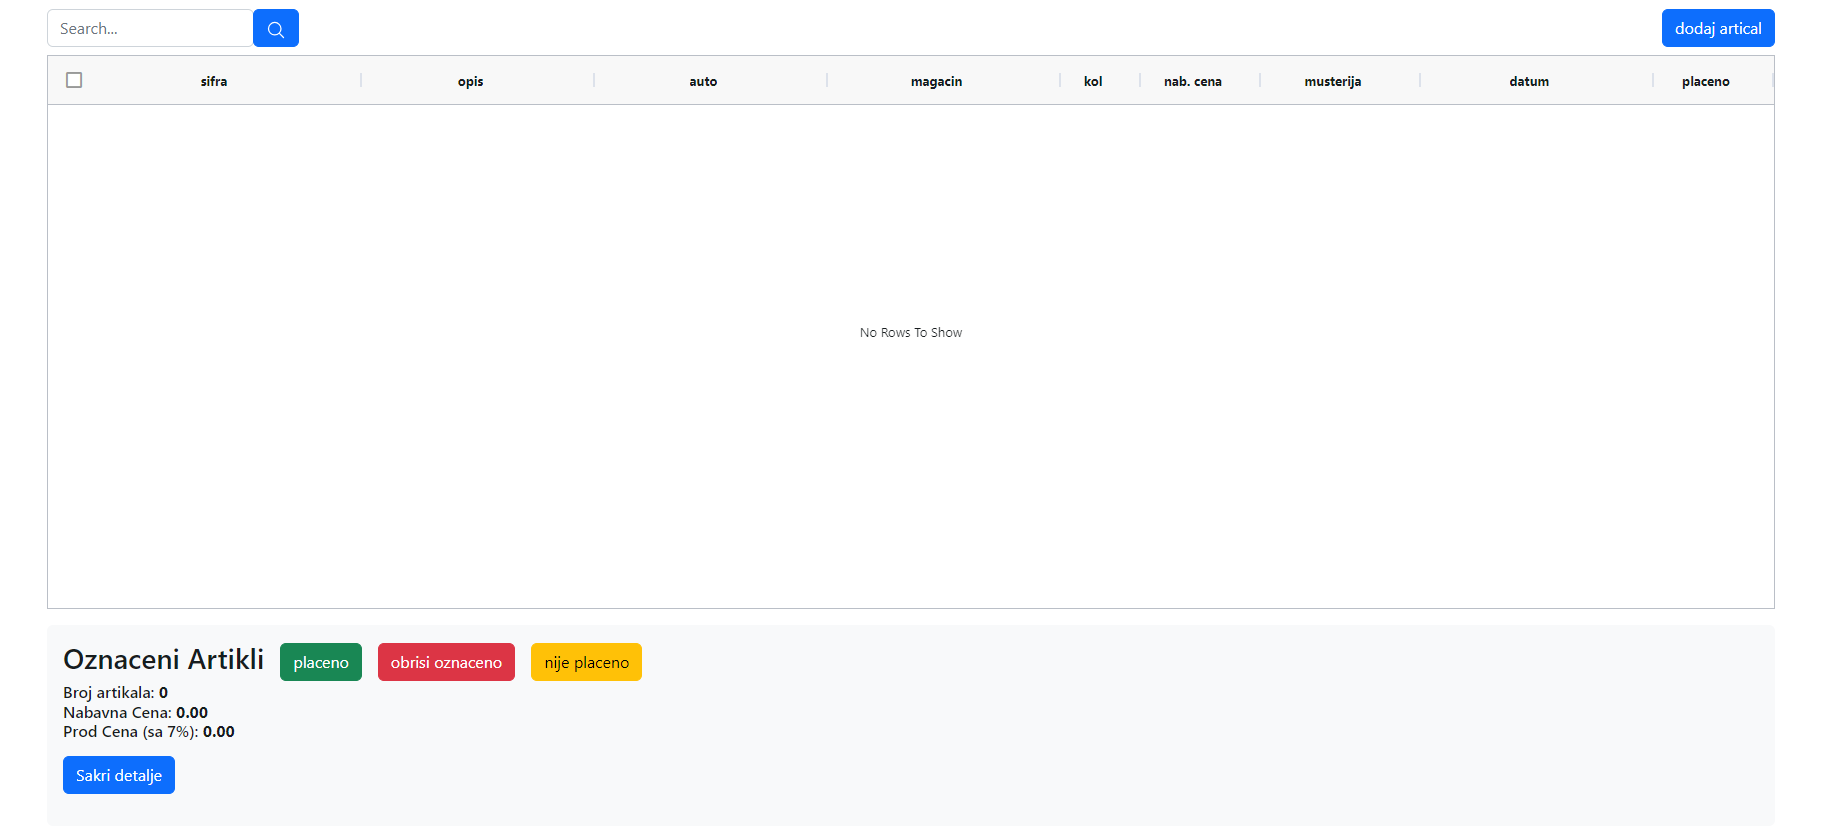 Search... dodaj artical
sifra opis auto magacin kol nab. cena musterija datum placeno
No Rows To Show
Oznaceni Artikli placeno obrisi oznaceno nije placeno
Broj artikala: 0
Nabavna Cena: 0.00
Prod Cena (sa 7%): 0.00
Sakri detalje